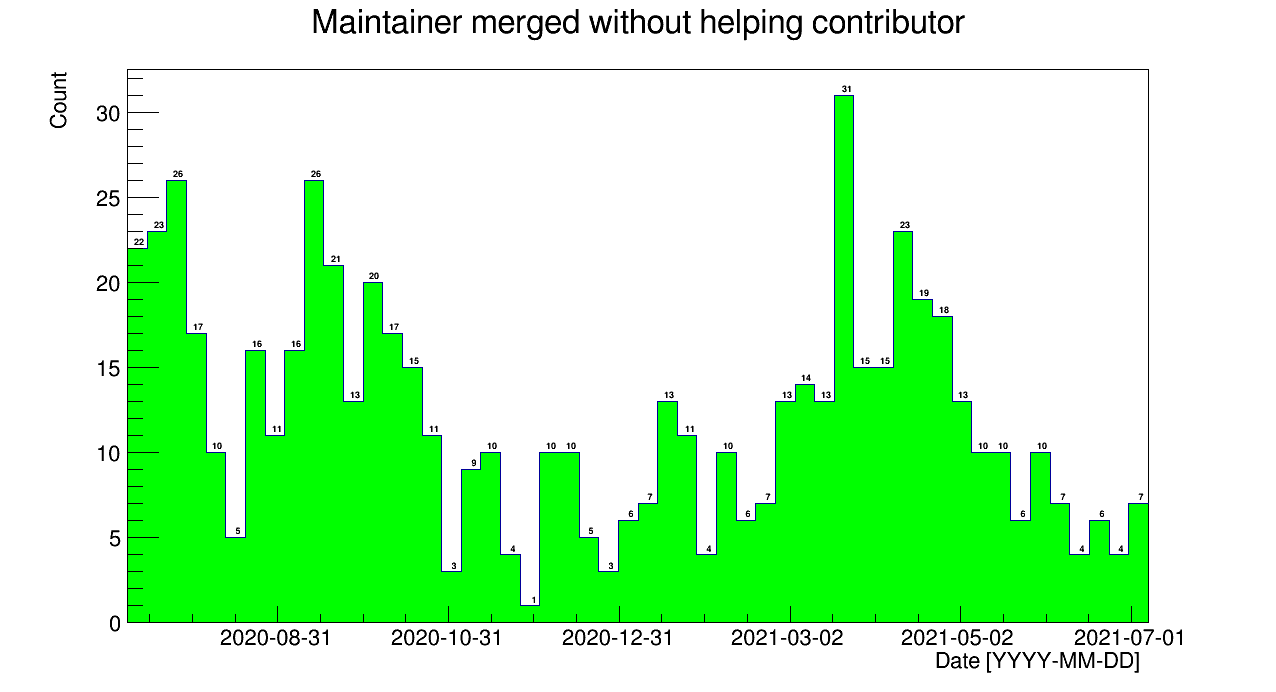 Maintainer merged without helping contributor
Count
30
25
20
15
10
5
0
22 23 26 17 10 5 16 11 16 26 21 13 20 17 15 11 3 9 10 4 1 10 10 5 3 6 7 13 11 4 10 6 7 13 14 13 31 15 15 23 19 18 13 10 10 6 10 7 4 6 4 7
2020-08-31 2020-10-31 2020-12-31 2021-03-02 2021-05-02 2021-07-01
Date [YYYY-MM-DD]